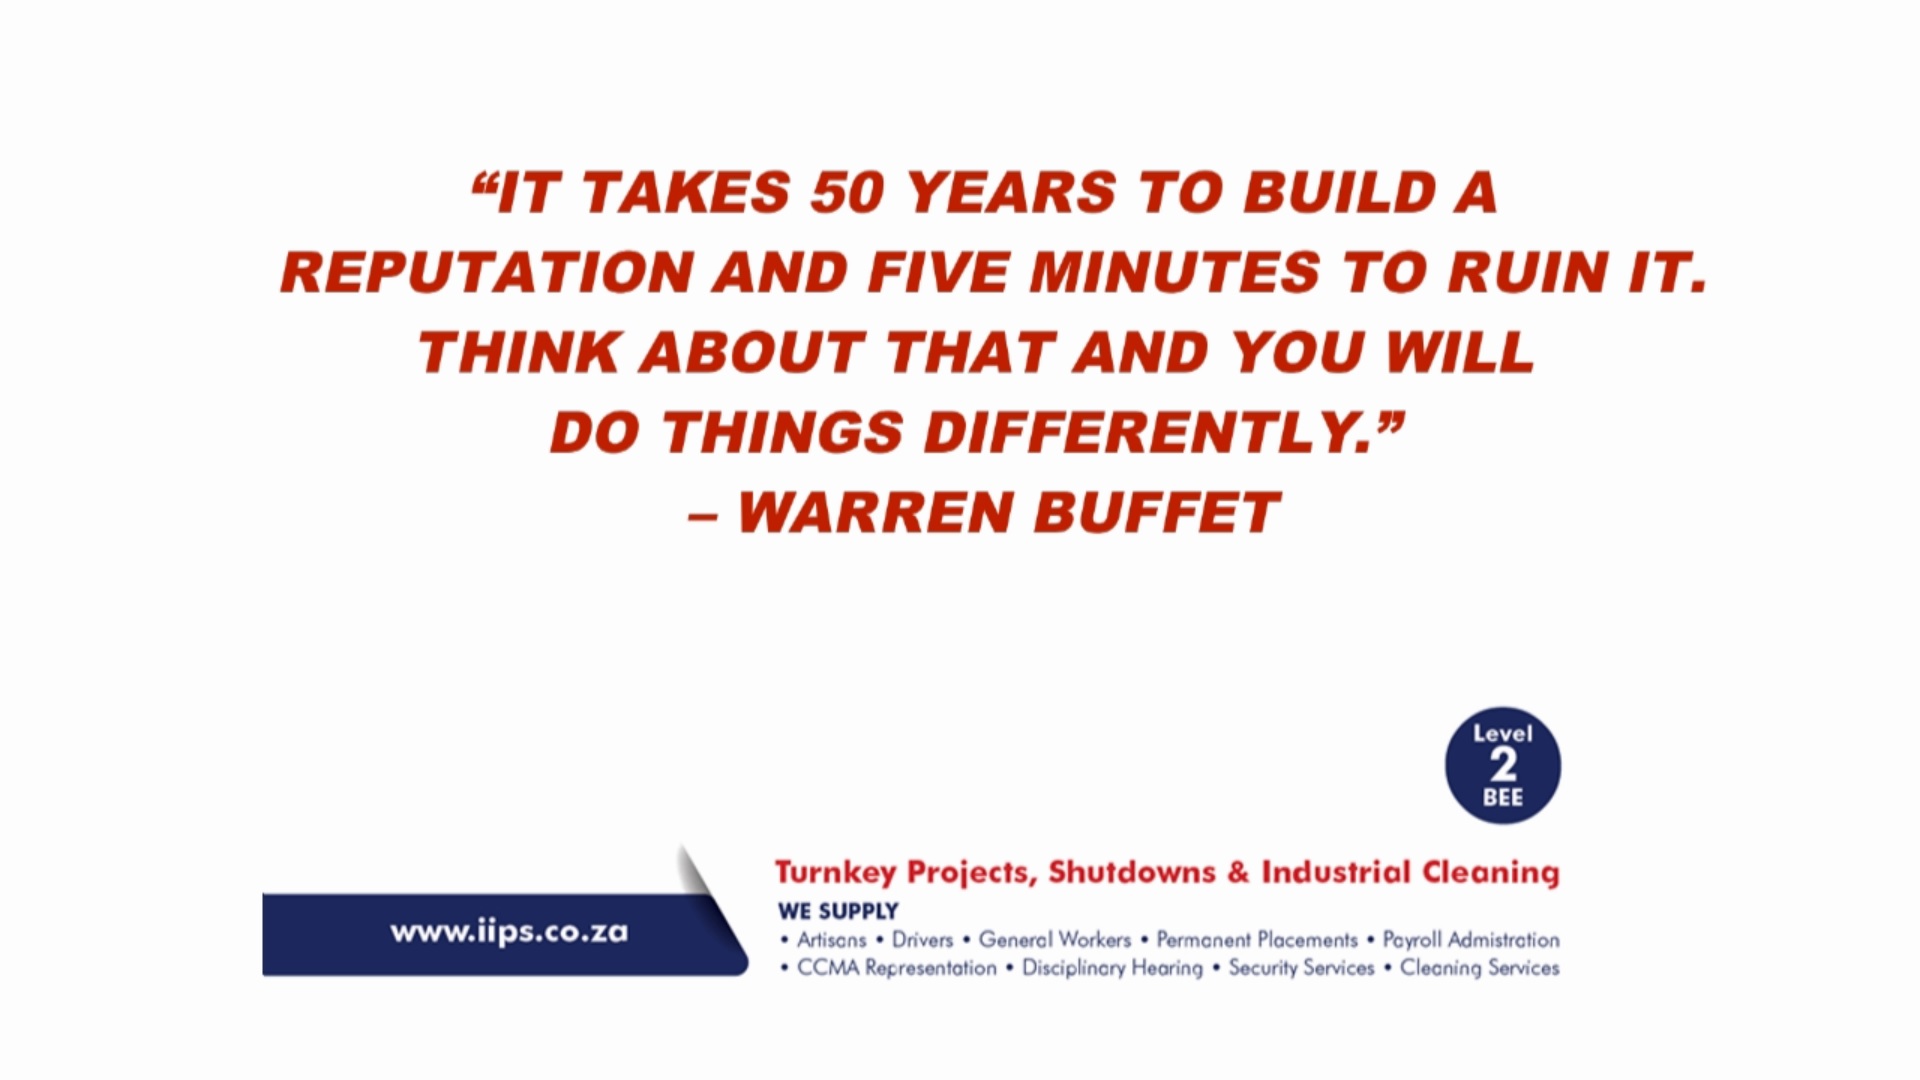 “IT TAKES 50 YEARS TO BUILD A
REPUTATION AND FIVE MINUTES TO RUIN IT.
THINK ABOUT THAT AND YOU WILL
DO THINGS DIFFERENTLY.”
– WARREN BUFFET
Level
2
BEE
www.iips.co.za
Turnkey Projects, Shutdowns & Industrial Cleaning
WE SUPPLY
• Artisans • Drivers • General Workers • Permanent Placements • Payroll Admistration
• CCMA Representation • Disciplinary Hearing • Security Services • Cleaning Services